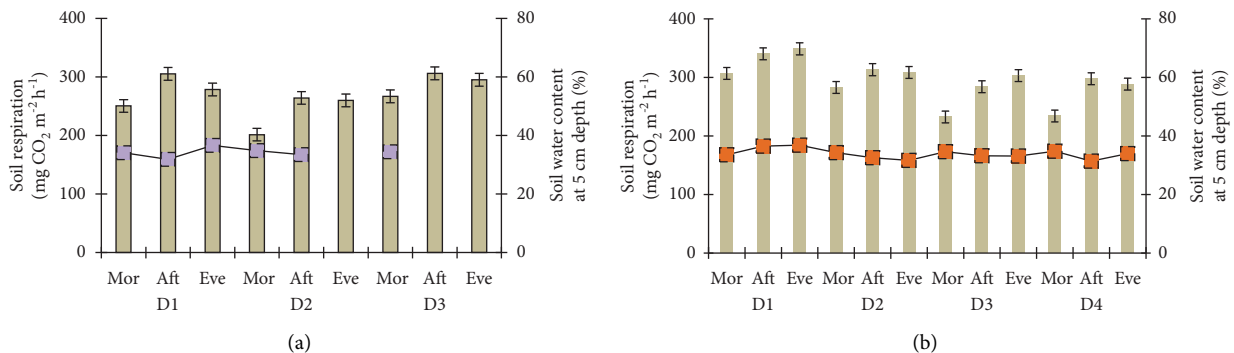 Soil respiration
(mg CO₂ m⁻² h⁻¹)
400
300
200
100
0
80
60
40
20
0
Soil water content
at 5 cm depth (%)
Mor Aft Eve Mor Aft Eve Mor Aft Eve
D1 D2 D3
(a)
Soil respiration
(mg CO₂ m⁻² h⁻¹)
400
300
200
100
0
80
60
40
20
0
Soil water content
at 5 cm depth (%)
Mor Aft Eve Mor Aft Eve Mor Aft Eve Mor Aft Eve
D1 D2 D3 D4
(b)